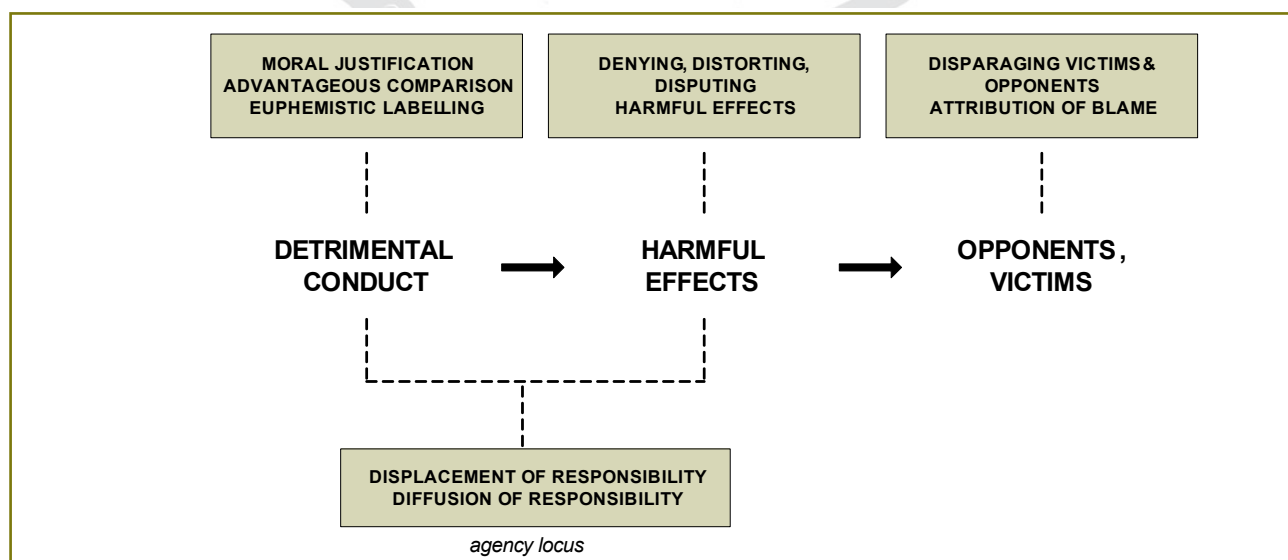 MORAL JUSTIFICATION
ADVANTAGEOUS COMPARISON
EUPHEMISTIC LABELLING
DENYING, DISTORTING,
DISPUTING
HARMFUL EFFECTS
DISPARAGING VICTIMS &
OPPONENTS
ATTRIBUTION OF BLAME
DETRIMENTAL
CONDUCT
HARMFUL
EFFECTS
OPPONENTS,
VICTIMS
DISPLACEMENT OF RESPONSIBILITY
DIFFUSION OF RESPONSIBILITY
agency locus